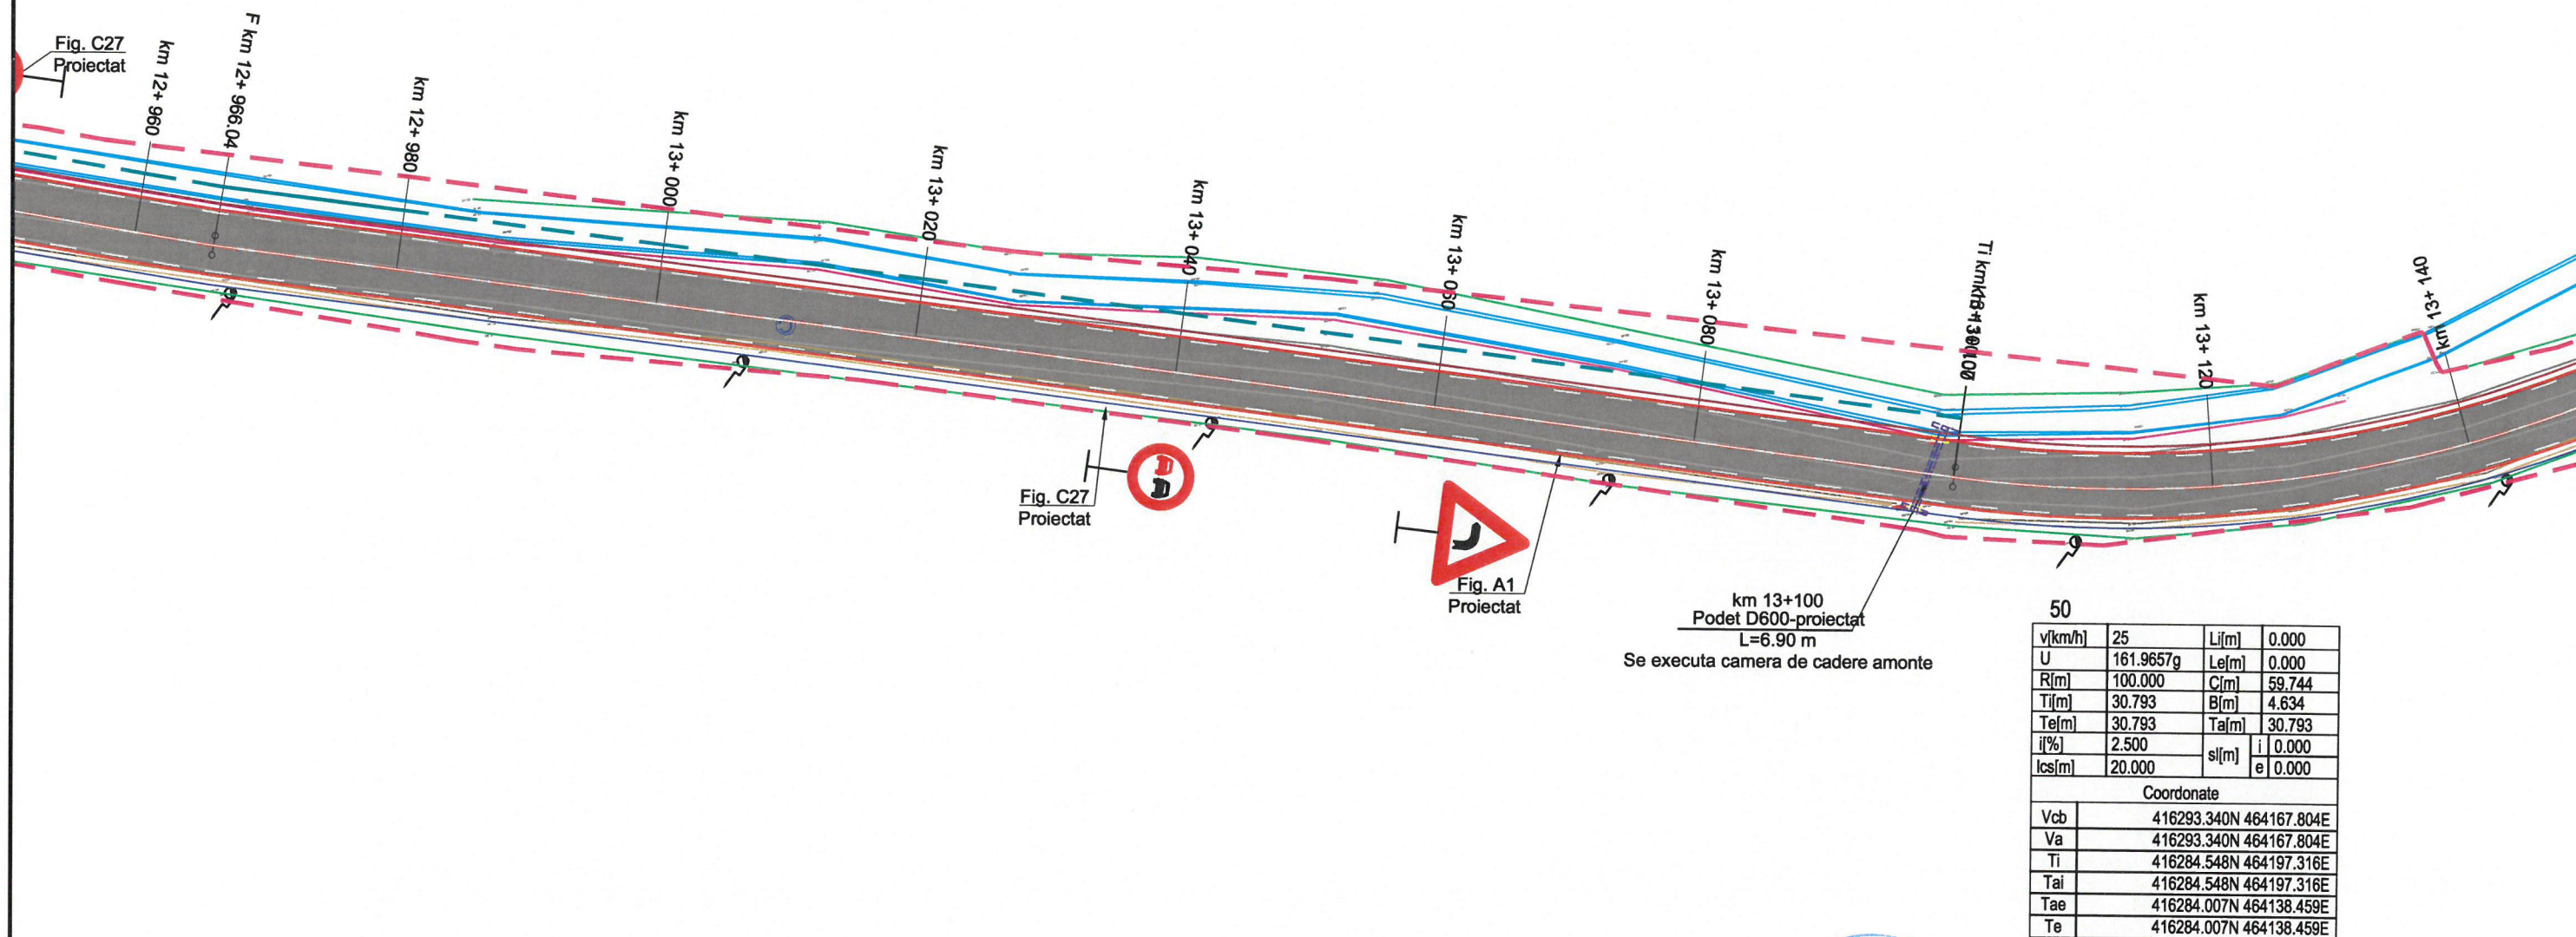 Fig. C27
Proiectat
km 12+ 960
F km 12+ 966.04
km 12+ 980
km 13+ 000
km 13+ 020
km 13+ 040
km 13+ 060
km 13+ 080
Ti km
km 13+ 120
km 13+ 140
Fig. C27
Proiectat
Fig. A1
Proiectat
km 13+100
Podet D600-proiectat
L=6.90 m
Se executa camera de cadere amonte
50
v[km/h] 25 Li[m] 0.000
U 161.9657g Le[m] 0.000
R[m] 100.000 C[m] 59.744
Ti[m] 30.793 B[m] 4.634
Te[m] 30.793 Ta[m] 30.793
i[%] 2.500 sl[m] i 0.000
lcs[m] 20.000 e 0.000
Coordonate
Vcb 416293.340N 464167.804E
Va 416293.340N 464167.804E
Ti 416284.548N 464197.316E
Tai 416284.548N 464197.316E
Tae 416284.007N 464138.459E
Te 416284.007N 464138.459E